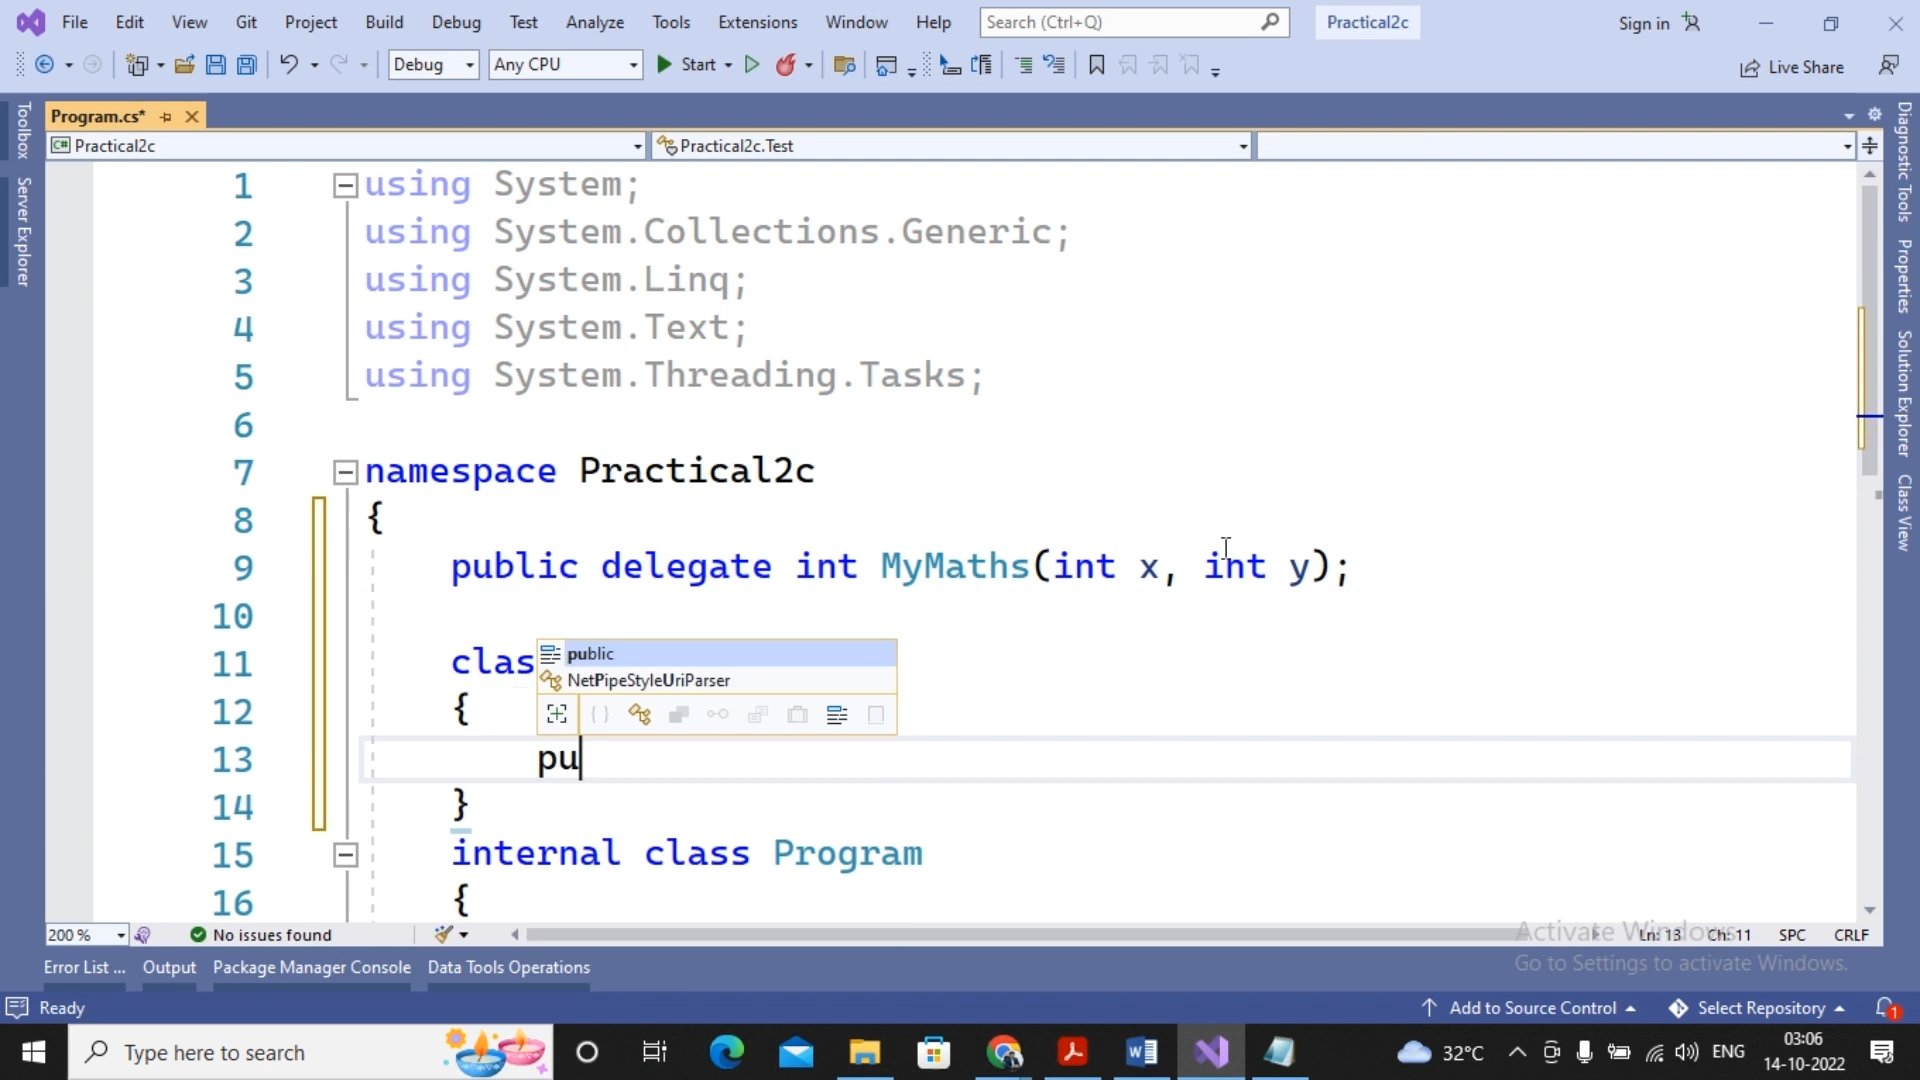 File Edit View Git Project Build Debug Test Analyze Tools Extensions Window Help Search (Ctrl+Q) Practical2c Sign in
Debug Any CPU Start Live Share
Program.cs*
Practical2c Practical2c.Test
Toolbox
Server Explorer
1 using System;
2 using System.Collections.Generic;
3 using System.Linq;
4 using System.Text;
5 using System.Threading.Tasks;
6
7 namespace Practical2c
8 {
9 public delegate int MyMaths(int x, int y);
10
11 clas
public
NetPipeStyleUriParser
12 {
13 pu
14 }
15 internal class Program
16 {
Diagnostic Tools
Properties
Solution Explorer
Class View
200 % No issues found Ln: 13 Ch: 11 SPC CRLF
Activate Windows
Go to Settings to activate Windows.
Error List ... Output Package Manager Console Data Tools Operations
Ready Add to Source Control Select Repository 1
Type here to search 32°C ENG 03:06
14-10-2022